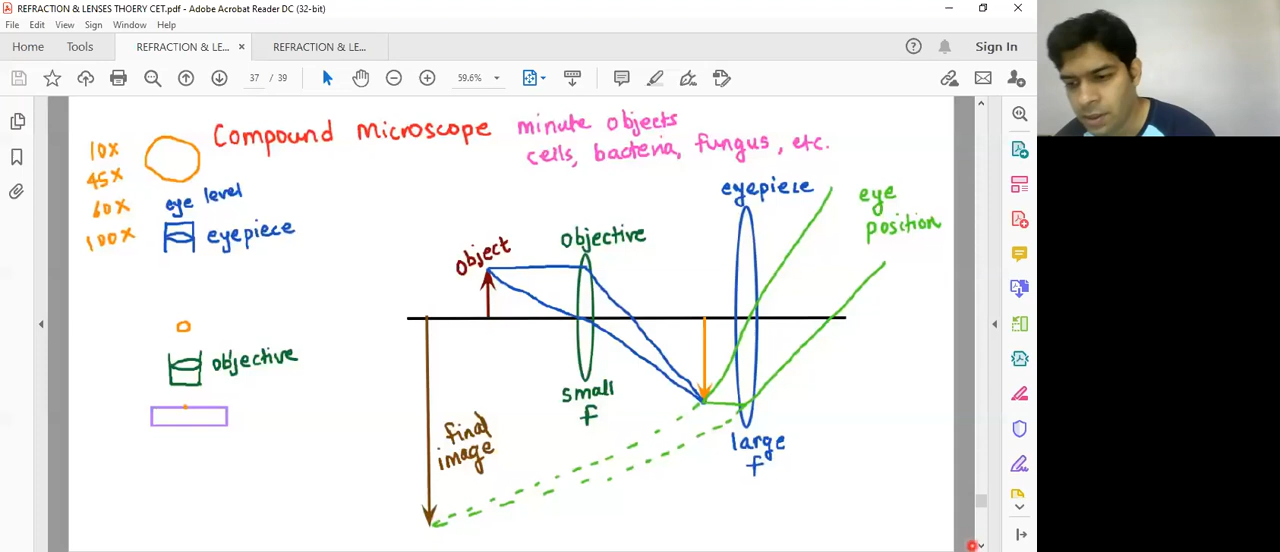 REFRACTION & LENSES THOERY CET.pdf - Adobe Acrobat Reader DC (32-bit)
File Edit View Sign Window Help
Home Tools REFRACTION & LE... × REFRACTION & LE...
Sign In
37 / 39
59.6%
Compound microscope
minute objects
cells, bacteria, fungus, etc.
10x
45x
60x
100x
eye level
eyepiece
objective
object
objective
small
f
eyepiece
large
f
eye
position
final
image